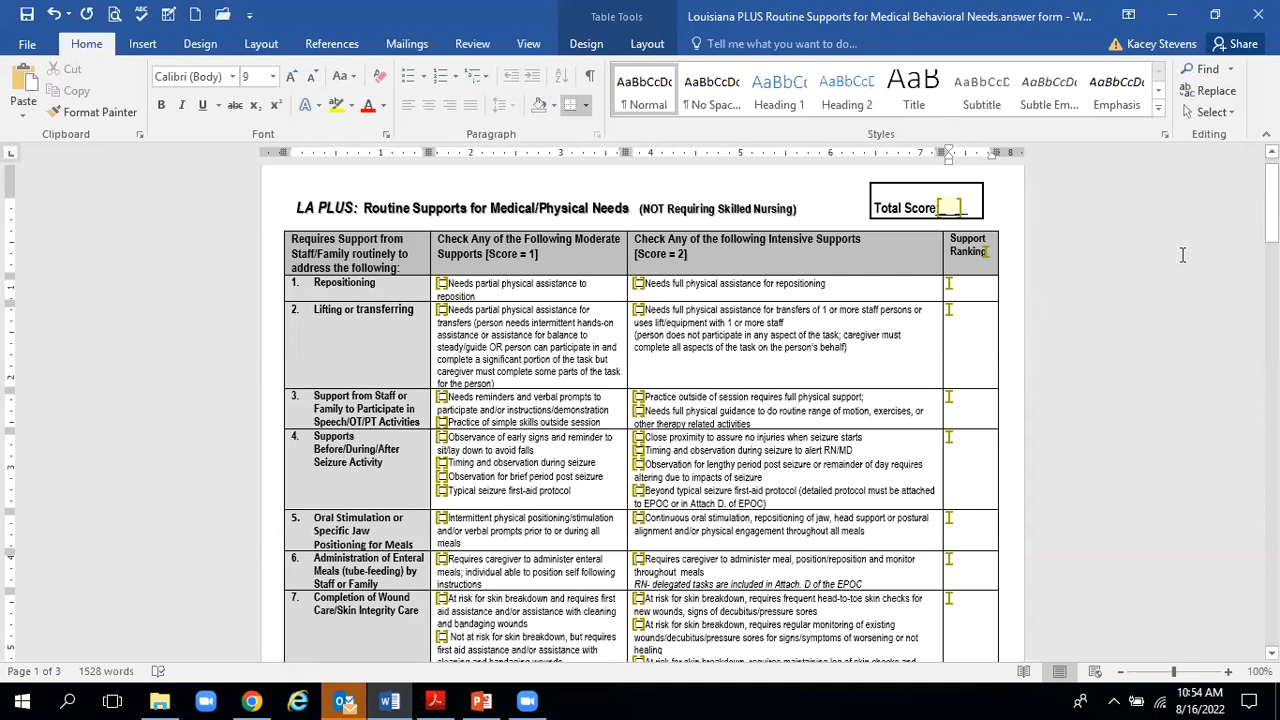 Table Tools
Louisiana PLUS Routine Supports for Medical Behavioral Needs.answer form - W...
File Home Insert Design Layout References Mailings Review View Design Layout Tell me what you want to do... Kacey Stevens Share
Cut
Copy
Format Painter
Paste
Calibri (Body) 9
AaBbCcDc AaBbCcDc AaBbCc AaBbCcD AaB AaBbCcD AaBbCcDc AaBbCcDc
¶ Normal ¶ No Spac... Heading 1 Heading 2 Title Subtitle Subtle Em... Emphasis
Find
Replace
Select
Clipboard Font Paragraph Styles Editing
1 2 3 4 5 6 7 8
LA PLUS: Routine Supports for Medical/Physical Needs (NOT Requiring Skilled Nursing)
Total Score
Requires Support from
Staff/Family routinely to
address the following:
Check Any of the Following Moderate
Supports [Score = 1]
Check Any of the following Intensive Supports
[Score = 2]
Support
Ranking
1. Repositioning
Needs partial physical assistance to
reposition
Needs full physical assistance for repositioning
2. Lifting or transferring
Needs partial physical assistance for
transfers (person needs intermittent hands-on
assistance or assistance for balance to
steady/guide OR person can participate in and
complete a significant portion of the task but
caregiver must complete some parts of the task
for the person)
Needs full physical assistance for transfers of 1 or more staff persons or
uses lift/equipment with 1 or more staff
(person does not participate in any aspect of the task; caregiver must
complete all aspects of the task on the person's behalf)
3. Support from Staff or
Family to Participate in
Speech/OT/PT Activities
Needs reminders and verbal prompts to
participate and/or instructions/demonstration
Practice of simple skills outside session
Practice outside of session requires full physical support;
Needs full physical guidance to do routine range of motion, exercises, or
other therapy related activities
4. Supports
Before/During/After
Seizure Activity
Observance of early signs and reminder to
sit/lay down to avoid falls
Timing and observation during seizure
Observation for brief period post seizure
Typical seizure first-aid protocol
Close proximity to assure no injuries when seizure starts
Timing and observation during seizure to alert RN/MD
Observation for lengthy period post seizure or remainder of day requires
altering due to impacts of seizure
Beyond typical seizure first-aid protocol (detailed protocol must be attached
to EPOC or in Attach D. of EPOC)
5. Oral Stimulation or
Specific Jaw
Positioning for Meals
Intermittent physical positioning/stimulation
and/or verbal prompts prior to or during all
meals
Continuous oral stimulation, repositioning of jaw, head support or postural
alignment and/or physical engagement throughout all meals
6. Administration of Enteral
Meals (tube-feeding) by
Staff or Family
Requires caregiver to administer enteral
meals; individual able to position self following
instructions
Requires caregiver to administer meal, position/reposition and monitor
throughout meals
RN- delegated tasks are included in Attach. D of the EPOC
7. Completion of Wound
Care/Skin Integrity Care
At risk for skin breakdown and requires first
aid assistance and/or assistance with cleaning
and bandaging wounds
Not at risk for skin breakdown, but requires
first aid assistance and/or assistance with
cleaning and bandaging wounds
At risk for skin breakdown, requires frequent head-to-toe skin checks for
new wounds, signs of decubitus/pressure sores
At risk for skin breakdown, requires regular monitoring of existing
wounds/decubitus/pressure sores for signs/symptoms of worsening or not
healing
At risk for skin breakdown, requires maintaining log of skin checks and
Page 1 of 3 1528 words 100%
10:54 AM
8/16/2022